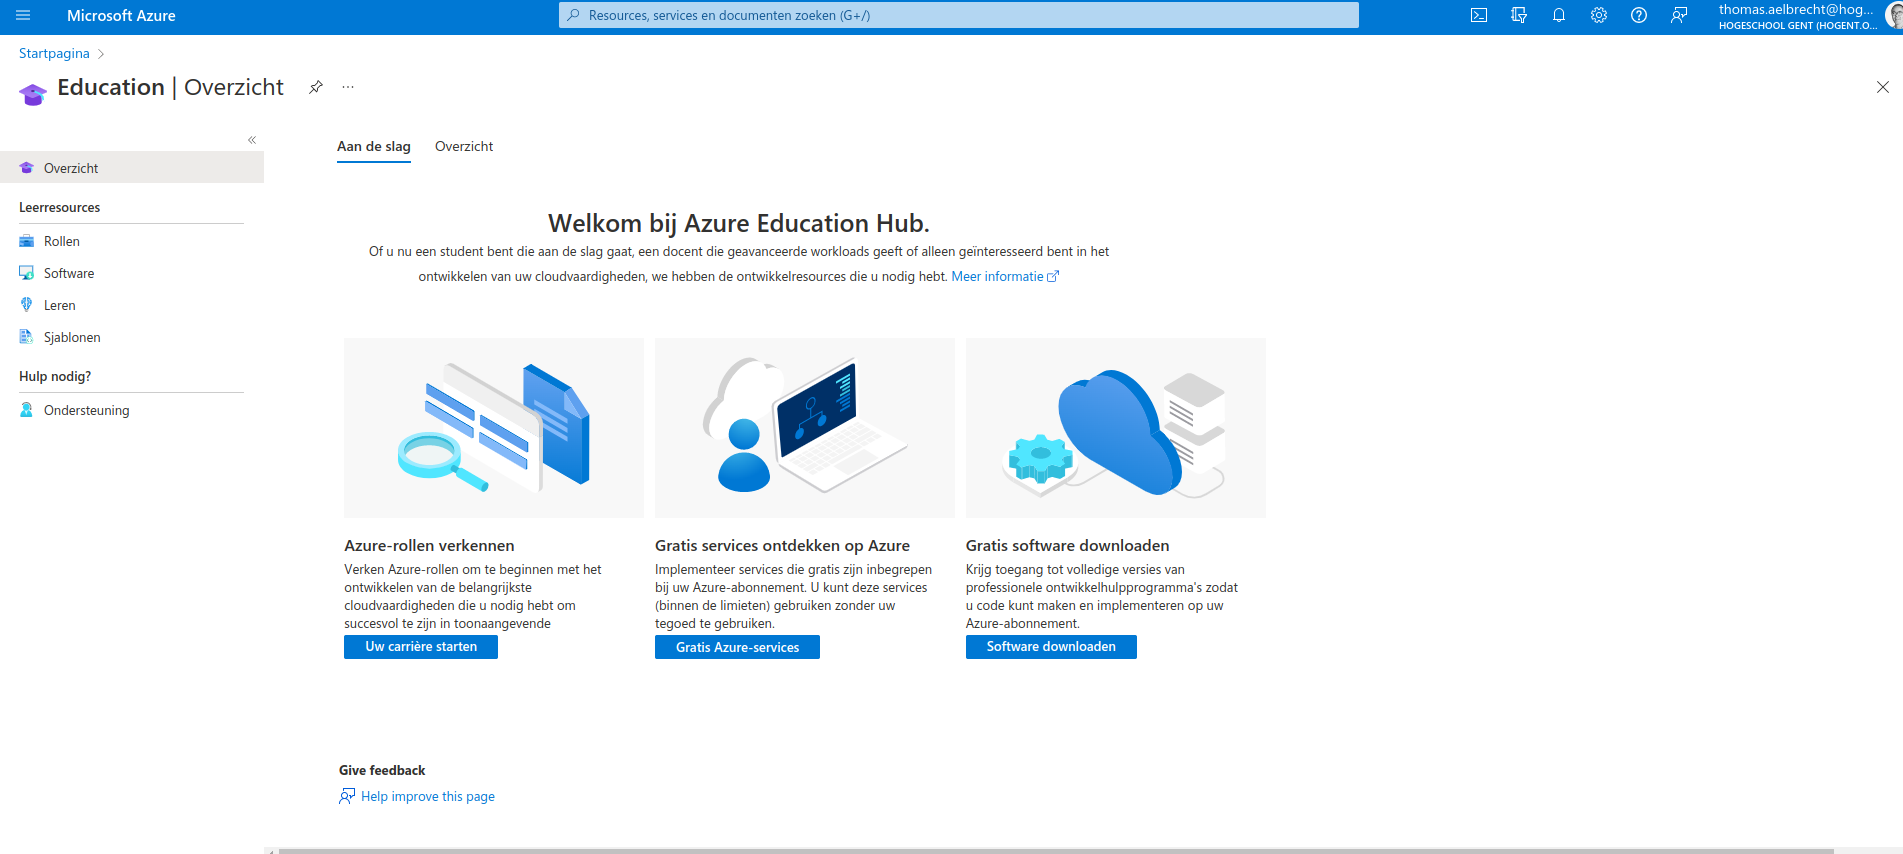 Microsoft Azure
Resources, services en documenten zoeken (G+/)
thomas.aelbrecht@hog...
HOGESCHOOL GENT (HOGENT.O...
Startpagina
Education | Overzicht
Aan de slag
Overzicht
Overzicht
Leerresources
Rollen
Software
Leren
Sjablonen
Hulp nodig?
Ondersteuning
Welkom bij Azure Education Hub.
Of u nu een student bent die aan de slag gaat, een docent die geavanceerde workloads geeft of alleen geïnteresseerd bent in het
ontwikkelen van uw cloudvaardigheden, we hebben de ontwikkelresources die u nodig hebt. Meer informatie
Azure-rollen verkennen
Verken Azure-rollen om te beginnen met het
ontwikkelen van de belangrijkste
cloudvaardigheden die u nodig hebt om
succesvol te zijn in toonaangevende
Uw carrière starten
Gratis services ontdekken op Azure
Implementeer services die gratis zijn inbegrepen
bij uw Azure-abonnement. U kunt deze services
(binnen de limieten) gebruiken zonder uw
tegoed te gebruiken.
Gratis Azure-services
Gratis software downloaden
Krijg toegang tot volledige versies van
professionele ontwikkelhulpprogramma's zodat
u code kunt maken en implementeren op uw
Azure-abonnement.
Software downloaden
Give feedback
Help improve this page